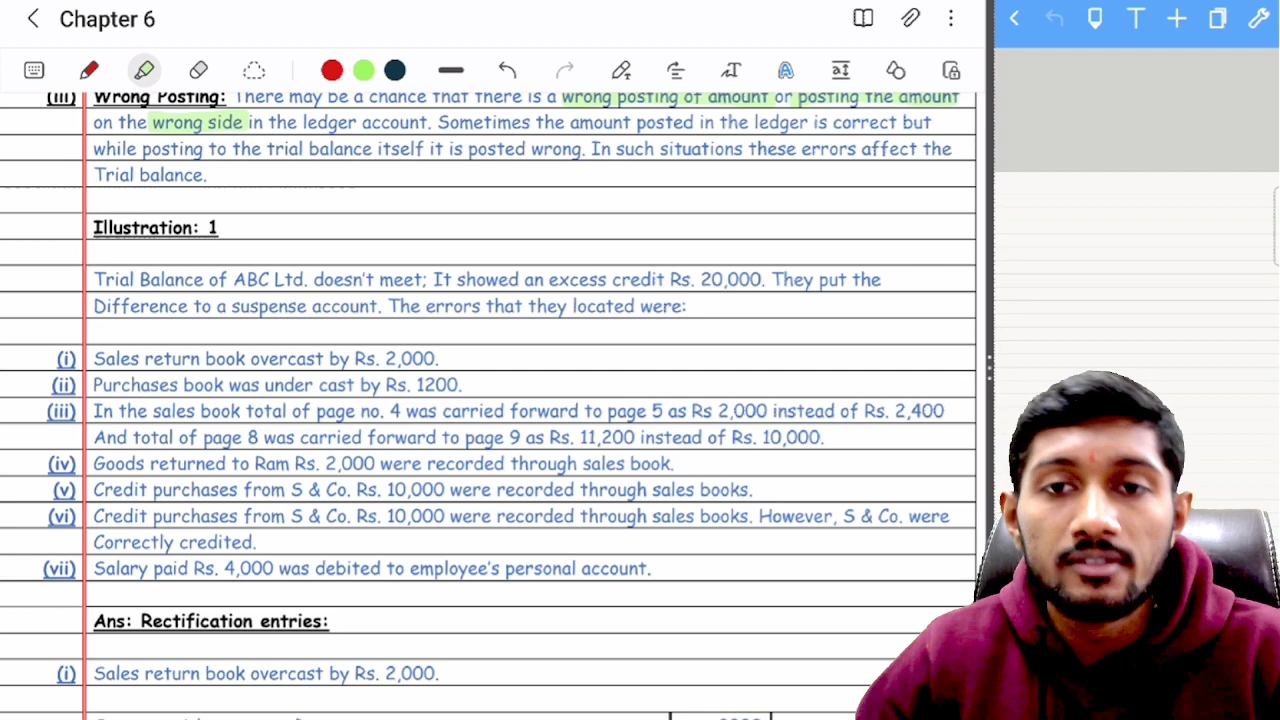 Chapter 6
(iii) Wrong Posting: There may be a chance that there is a wrong posting of amount or posting the amount
on the wrong side in the ledger account. Sometimes the amount posted in the ledger is correct but
while posting to the trial balance itself it is posted wrong. In such situations these errors affect the
Trial balance.
Illustration: 1
Trial Balance of ABC Ltd. doesn't meet; It showed an excess credit Rs. 20,000. They put the
Difference to a suspense account. The errors that they located were:
(i) Sales return book overcast by Rs. 2,000.
(ii) Purchases book was under cast by Rs. 1200.
(iii) In the sales book total of page no. 4 was carried forward to page 5 as Rs 2,000 instead of Rs. 2,400
And total of page 8 was carried forward to page 9 as Rs. 11,200 instead of Rs. 10,000.
(iv) Goods returned to Ram Rs. 2,000 were recorded through sales book.
(v) Credit purchases from S & Co. Rs. 10,000 were recorded through sales books.
(vi) Credit purchases from S & Co. Rs. 10,000 were recorded through sales books. However, S & Co. were
Correctly credited.
(vii) Salary paid Rs. 4,000 was debited to employee's personal account.
Ans: Rectification entries:
(i) Sales return book overcast by Rs. 2,000.